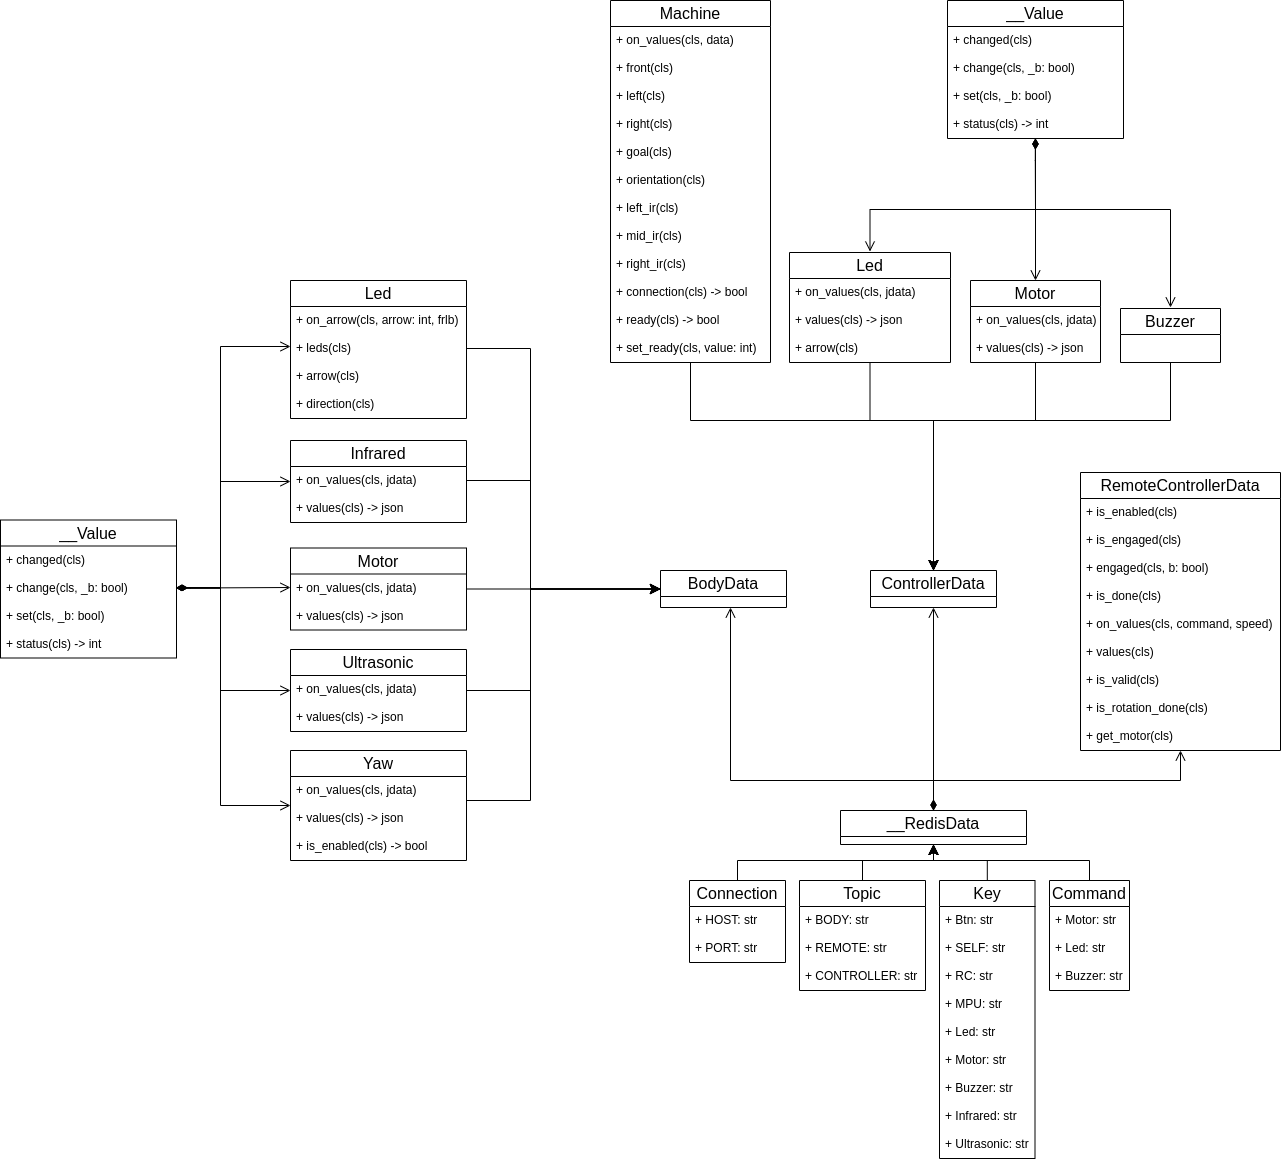 Machine
+ on_values(cls, data)
+ front(cls)
+ left(cls)
+ right(cls)
+ goal(cls)
+ orientation(cls)
+ left_ir(cls)
+ mid_ir(cls)
+ right_ir(cls)
+ connection(cls) -> bool
+ ready(cls) -> bool
+ set_ready(cls, value: int)
__Value
+ changed(cls)
+ change(cls, _b: bool)
+ set(cls, _b: bool)
+ status(cls) -> int
Led
+ on_values(cls, jdata)
+ values(cls) -> json
+ arrow(cls)
Motor
+ on_values(cls, jdata)
+ values(cls) -> json
Buzzer
Led
+ on_arrow(cls, arrow: int, frlb)
+ leds(cls)
+ arrow(cls)
+ direction(cls)
Infrared
+ on_values(cls, jdata)
+ values(cls) -> json
__Value
+ changed(cls)
+ change(cls, _b: bool)
+ set(cls, _b: bool)
+ status(cls) -> int
Motor
+ on_values(cls, jdata)
+ values(cls) -> json
Ultrasonic
+ on_values(cls, jdata)
+ values(cls) -> json
Yaw
+ on_values(cls, jdata)
+ values(cls) -> json
+ is_enabled(cls) -> bool
BodyData
ControllerData
RemoteControllerData
+ is_enabled(cls)
+ is_engaged(cls)
+ engaged(cls, b: bool)
+ is_done(cls)
+ on_values(cls, command, speed)
+ values(cls)
+ is_valid(cls)
+ is_rotation_done(cls)
+ get_motor(cls)
__RedisData
Connection
+ HOST: str
+ PORT: str
Topic
+ BODY: str
+ REMOTE: str
+ CONTROLLER: str
Key
+ Btn: str
+ SELF: str
+ RC: str
+ MPU: str
+ Led: str
+ Motor: str
+ Buzzer: str
+ Infrared: str
+ Ultrasonic: str
Command
+ Motor: str
+ Led: str
+ Buzzer: str